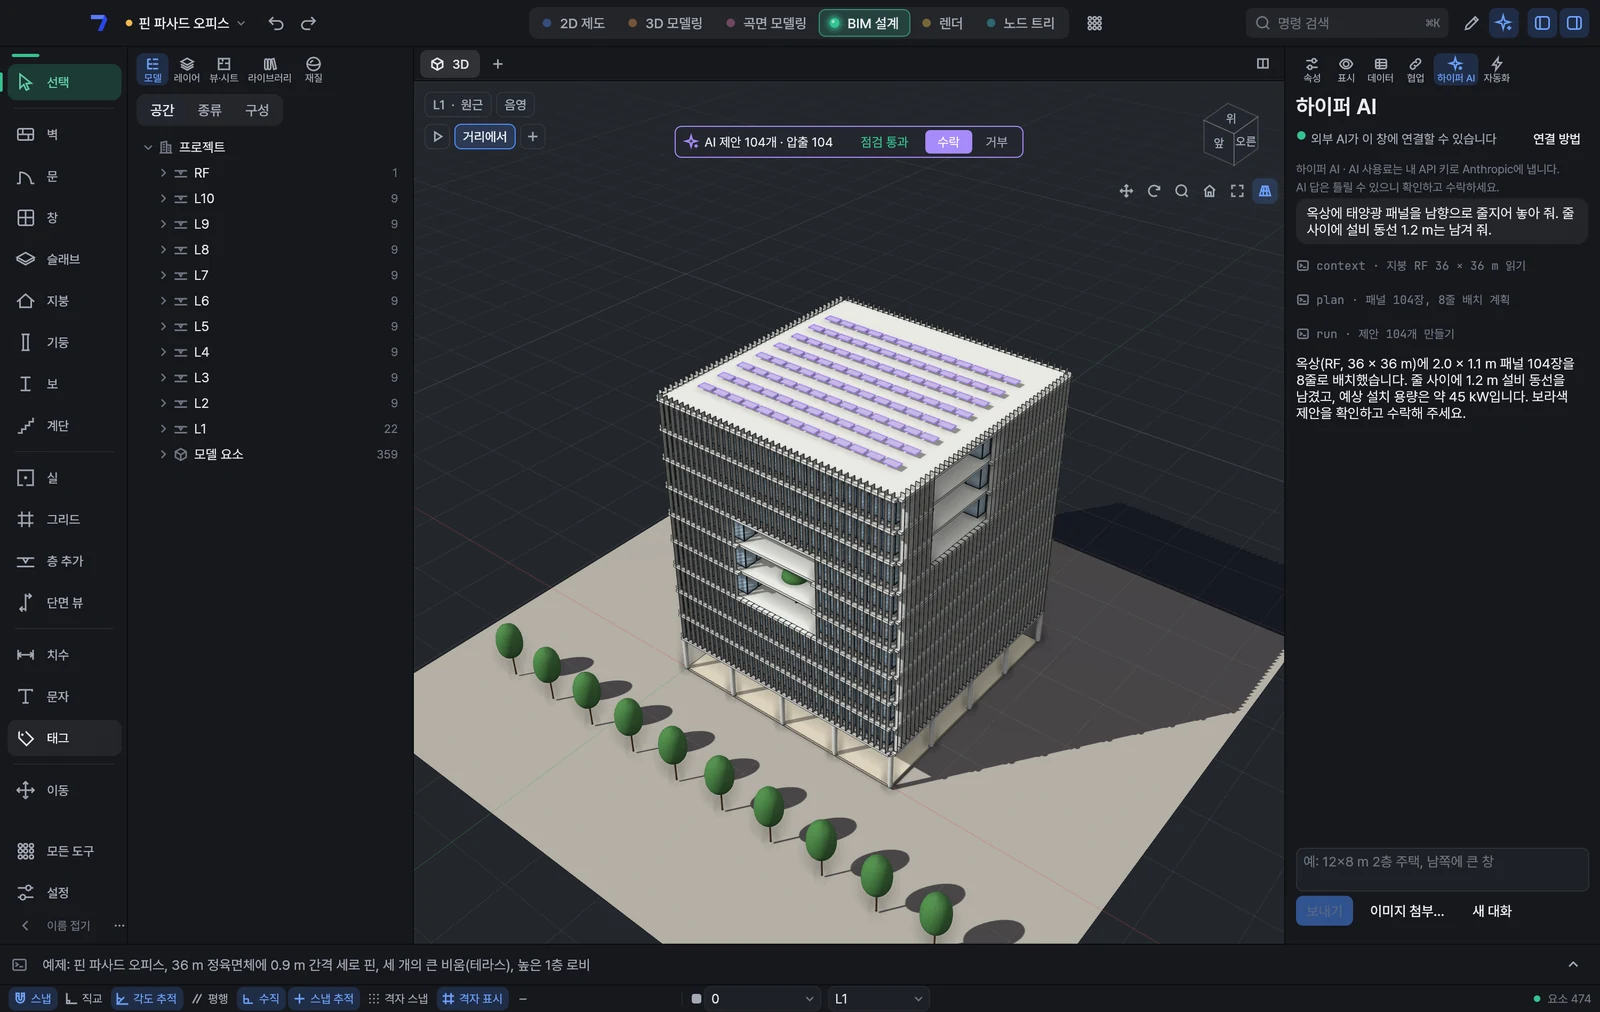 핀 파사드 오피스
2D 제도
3D 모델링
곡면 모델링
BIM 설계
렌더
노드 트리
명령 검색
⌘K
선택
벽
문
창
슬래브
지붕
기둥
보
계단
실
그리드
층 추가
단면 뷰
치수
문자
태그
이동
모든 도구
설정
이름 접기
모델
레이어
뷰·시트
라이브러리
재질
공간
종류
구성
프로젝트
RF 1
L10 9
L9 9
L8 9
L7 9
L6 9
L5 9
L4 9
L3 9
L2 9
L1 22
모델 요소 359
3D
L1 · 원근
음영
거리에서
AI 제안 104개 · 압출 104
점검 통과
수락
거부
위
앞
오른
속성
표시
데이터
협업
하이퍼 AI
자동화
하이퍼 AI
외부 AI가 이 창에 연결할 수 있습니다
연결 방법
하이퍼 AI · AI 사용료는 내 API 키로 Anthropic에 냅니다.
AI 답은 틀릴 수 있으니 확인하고 수락하세요.
옥상에 태양광 패널을 남향으로 줄지어 놓아 줘. 줄
사이에 설비 동선 1.2 m는 남겨 줘.
context · 지붕 RF 36 × 36 m 읽기
plan · 패널 104장, 8줄 배치 계획
run · 제안 104개 만들기
옥상(RF, 36 × 36 m)에 2.0 × 1.1 m 패널 104장을
8줄로 배치했습니다. 줄 사이에 1.2 m 설비 동선을
남겼고, 예상 설치 용량은 약 45 kW입니다. 보라색
제안을 확인하고 수락해 주세요.
예: 12×8 m 2층 주택, 남쪽에 큰 창
보내기
이미지 첨부...
새 대화
예제: 핀 파사드 오피스, 36 m 정육면체에 0.9 m 간격 세로 핀, 세 개의 큰 비움(테라스), 높은 1층 로비
스냅
직교
각도 추적
평행
수직
스냅 추적
격자 스냅
격자 표시
0
L1
요소 474